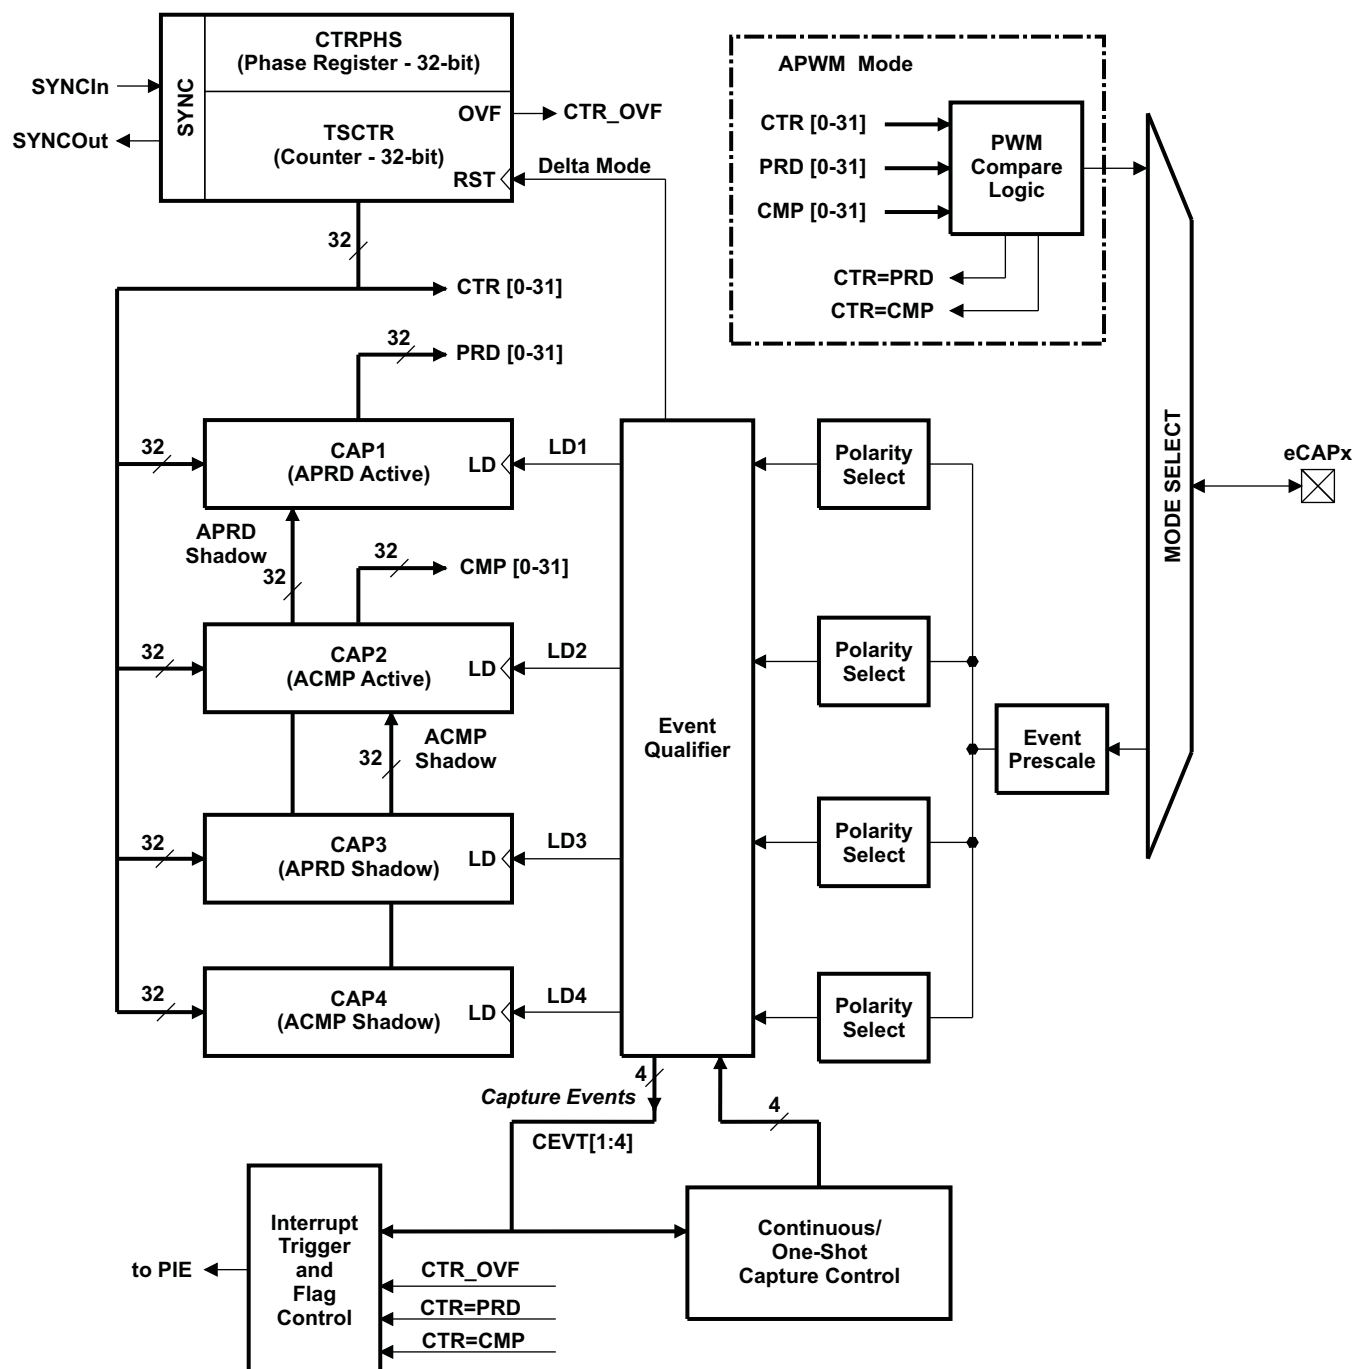 CTRPHS
(Phase Register - 32-bit)
APWM Mode
SYNCIn
SYNC
OVF
CTR_OVF
SYNCOut
TSCTR
(Counter - 32-bit)
RST
Delta Mode
CTR [0-31]
PRD [0-31]
CMP [0-31]
PWM
Compare
Logic
CTR=PRD
CTR=CMP
32
CTR [0-31]
32
PRD [0-31]
32
CAP1
(APRD Active)
LD
LD1
Polarity
Select
MODE SELECT
eCAPx
APRD
Shadow
32
32
CMP [0-31]
32
CAP2
(ACMP Active)
LD
LD2
Polarity
Select
Event
Qualifier
Event
Prescale
32
ACMP
Shadow
32
CAP3
(APRD Shadow)
LD
LD3
Polarity
Select
32
CAP4
(ACMP Shadow)
LD
LD4
Polarity
Select
4
Capture Events
CEVT[1:4]
4
Interrupt
Trigger
and
Flag
Control
to PIE
CTR_OVF
CTR=PRD
CTR=CMP
Continuous/
One-Shot
Capture Control